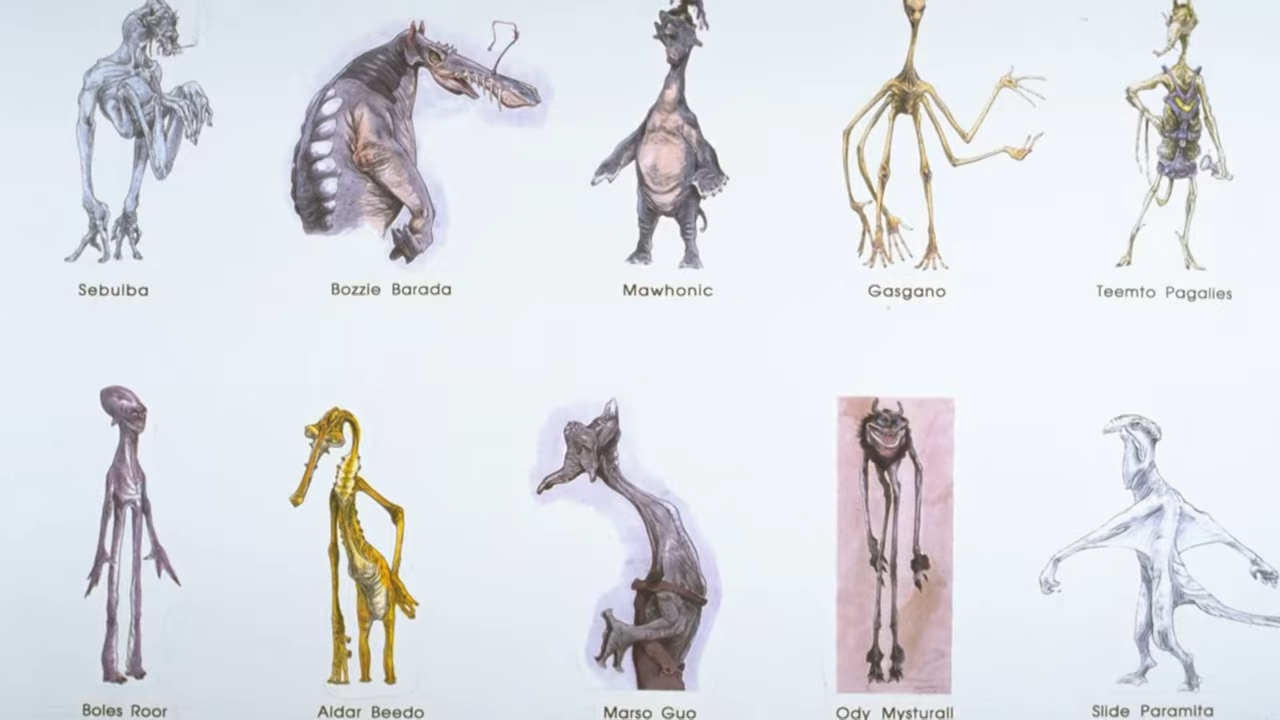 Sebulba
Bozzie Barada
Mawhonic
Gasgano
Teemto Pagalies
Boles Roor
Aldar Beedo
Marso Guo
Ody Mysturall
Slide Paramita